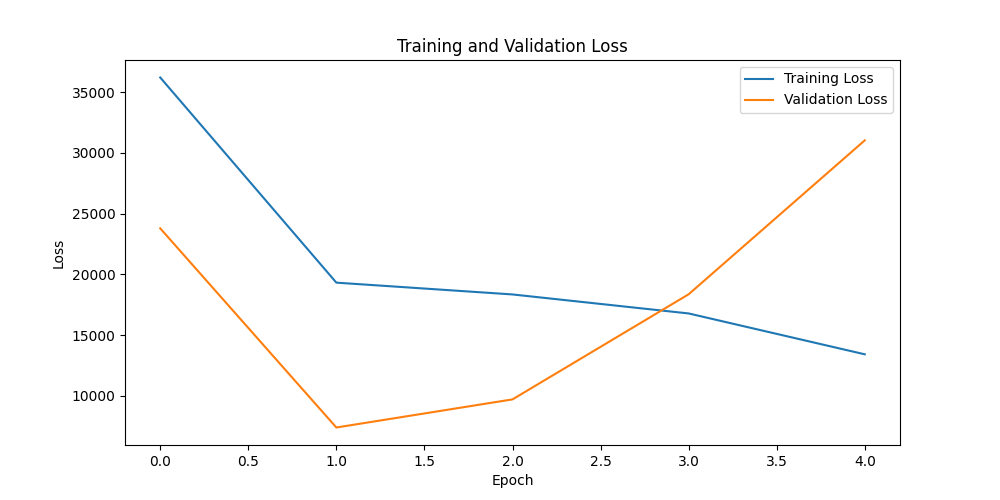 Training and Validation Loss
Training Loss
Validation Loss
Loss
35000
30000
25000
20000
15000
10000
0.0 0.5 1.0 1.5 2.0 2.5 3.0 3.5 4.0
Epoch